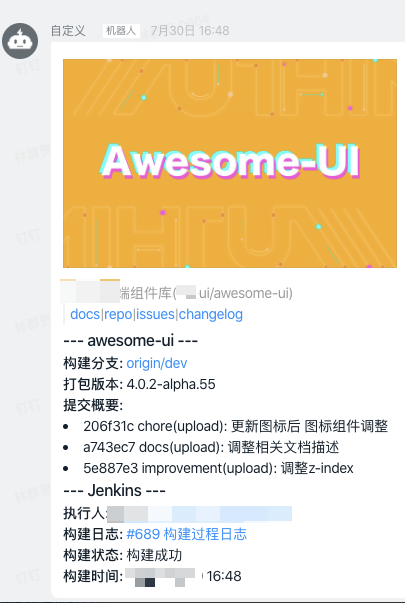 自定义 机器人 7月30日 16:48
Awesome-UI
端组件库( ui/awesome-ui)
docs|repo|issues|changelog
--- awesome-ui ---
构建分支: origin/dev
打包版本: 4.0.2-alpha.55
提交概要:
• 206f31c chore(upload): 更新图标后 图标组件调整
• a743ec7 docs(upload): 调整相关文档描述
• 5e887e3 improvement(upload): 调整z-index
--- Jenkins ---
执行人:
构建日志: #689 构建过程日志
构建状态: 构建成功
构建时间: 16:48